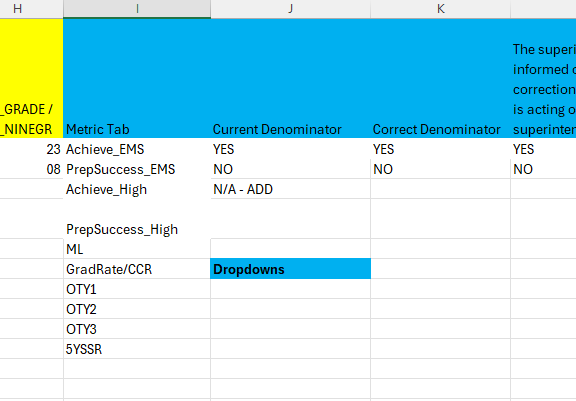 H I J K
The superi
informed o
correction
_GRADE / is acting o
_NINEGR Metric Tab Current Denominator Correct Denominator superinter
23 Achieve_EMS YES YES YES
08 PrepSuccess_EMS NO NO NO
Achieve_High N/A - ADD
PrepSuccess_High
ML
GradRate/CCR Dropdowns
OTY1
OTY2
OTY3
5YSSR